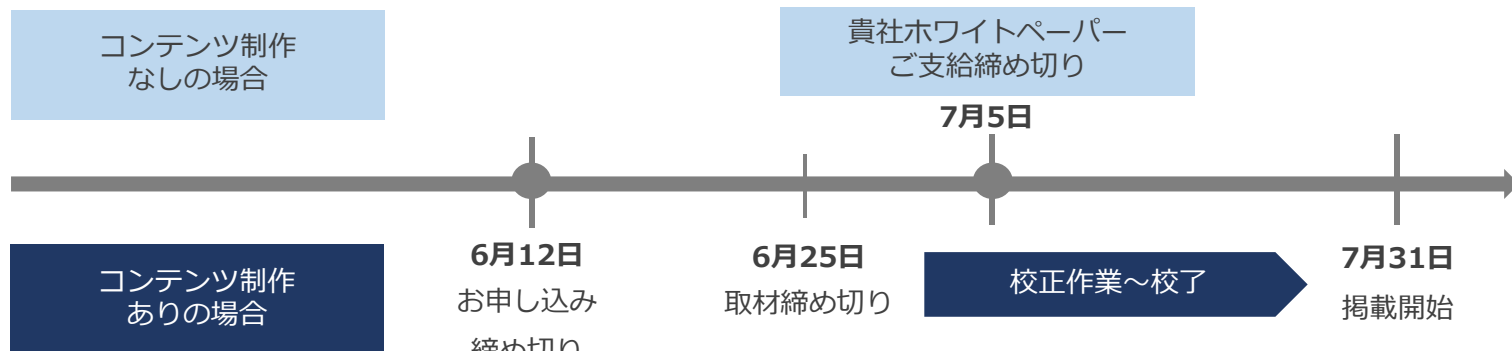 コンテンツ制作
なしの場合
貴社ホワイトペーパー
ご支給締め切り
7月5日
コンテンツ制作
ありの場合
6月12日
お申し込み
締め切り
6月25日
取材締め切り
校正作業～校了
7月31日
掲載開始